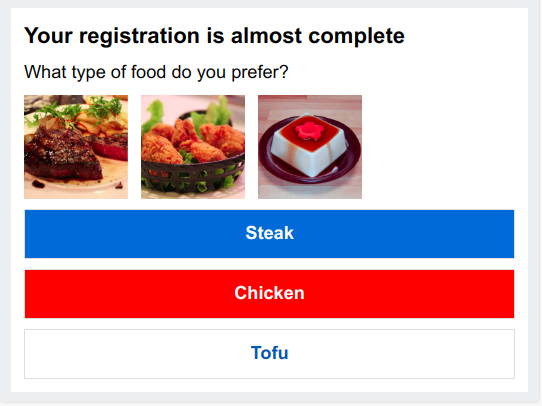 Your registration is almost complete
What type of food do you prefer?
Steak
Chicken
Tofu